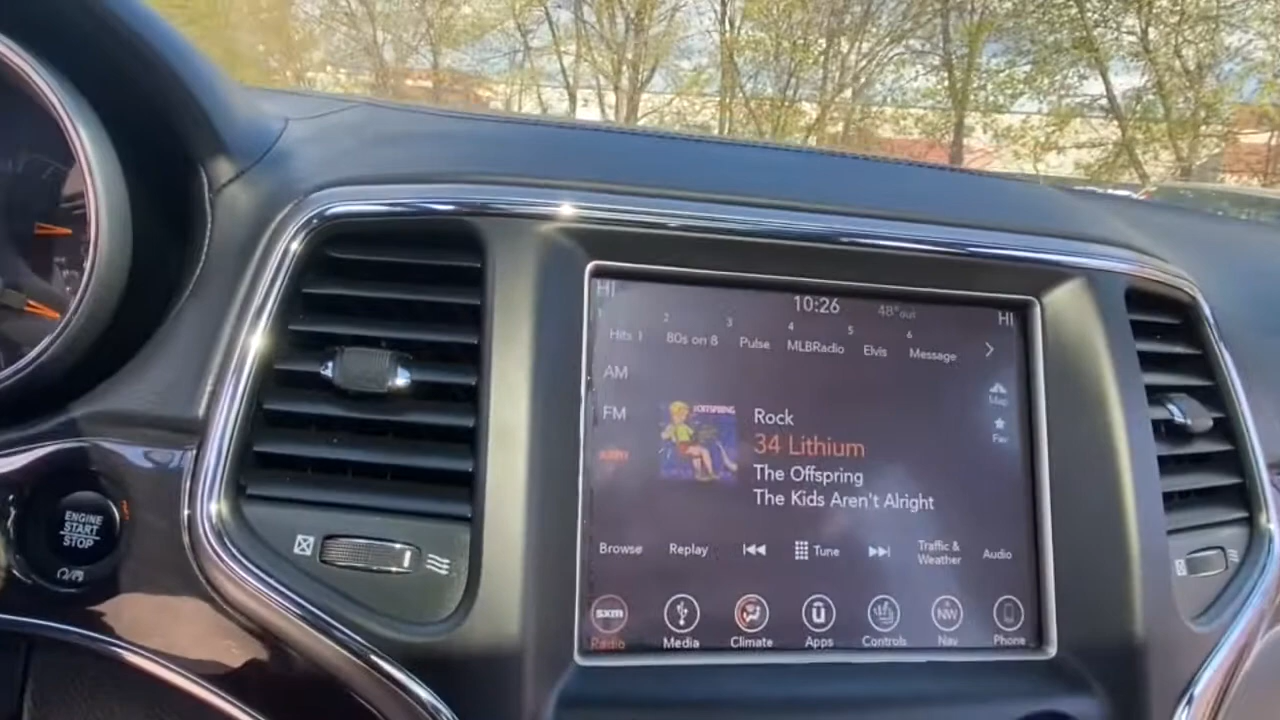 HI
10:26
48° out
HI
1
2
3
4
5
6
Hits 1
80s on 8
Pulse
MLBRadio
Elvis
Message
AM
FM
Map
Fav
OFFSPRING
Rock
34 Lithium
The Offspring
The Kids Aren't Alright
ENGINE
START
STOP
Browse
Replay
Tune
Traffic &
Weather
Audio
sxm
Radio
Media
Climate
Apps
Controls
NW
Nav
Phone